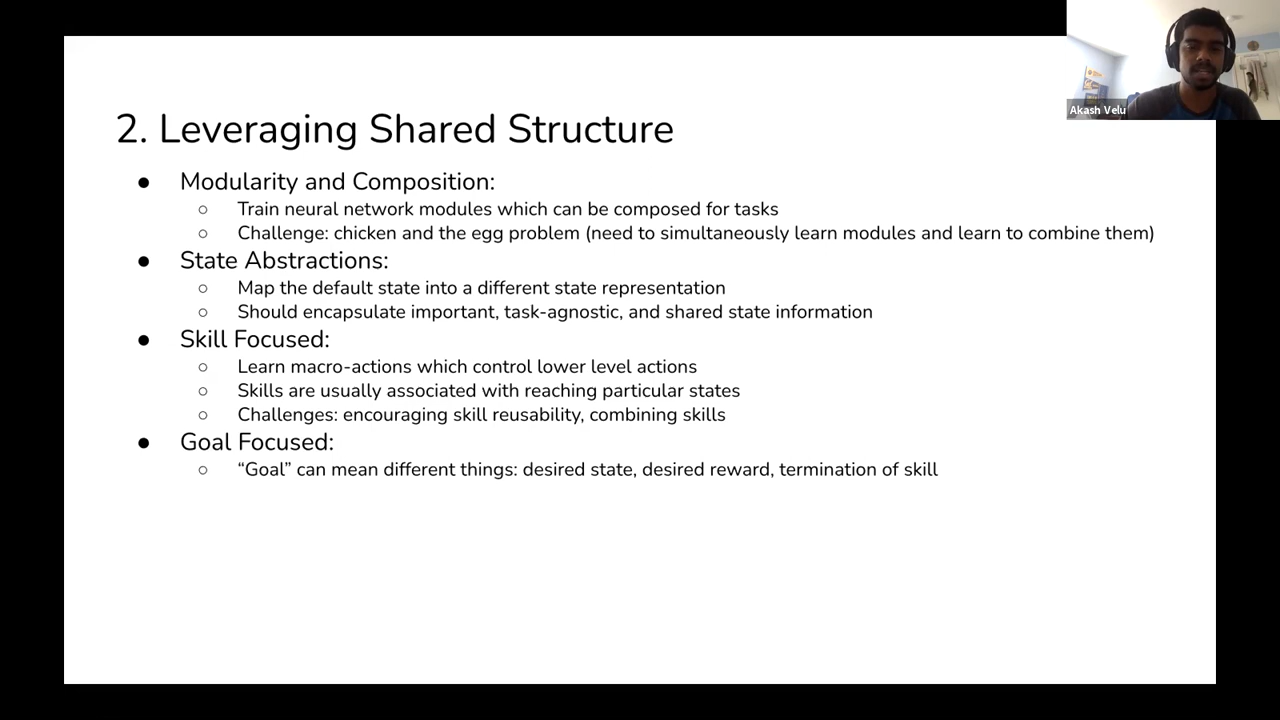 Akash Velu
2. Leveraging Shared Structure
● Modularity and Composition:
○ Train neural network modules which can be composed for tasks
○ Challenge: chicken and the egg problem (need to simultaneously learn modules and learn to combine them)
● State Abstractions:
○ Map the default state into a different state representation
○ Should encapsulate important, task-agnostic, and shared state information
● Skill Focused:
○ Learn macro-actions which control lower level actions
○ Skills are usually associated with reaching particular states
○ Challenges: encouraging skill reusability, combining skills
● Goal Focused:
○ “Goal” can mean different things: desired state, desired reward, termination of skill